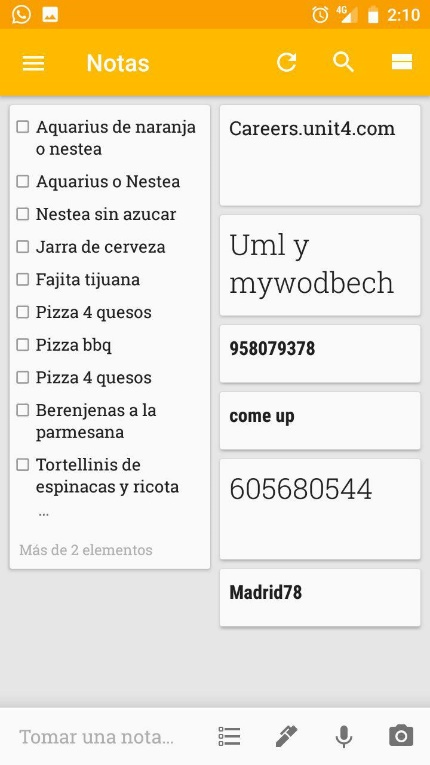 4G 2:10
Notas
Aquarius de naranja
o nestea
Aquarius o Nestea
Nestea sin azucar
Jarra de cerveza
Fajita tijuana
Pizza 4 quesos
Pizza bbq
Pizza 4 quesos
Berenjenas a la
parmesana
Tortellinis de
espinacas y ricota
...
Más de 2 elementos
Careers.unit4.com
Uml y
mywodbech
958079378
come up
605680544
Madrid78
Tomar una nota...